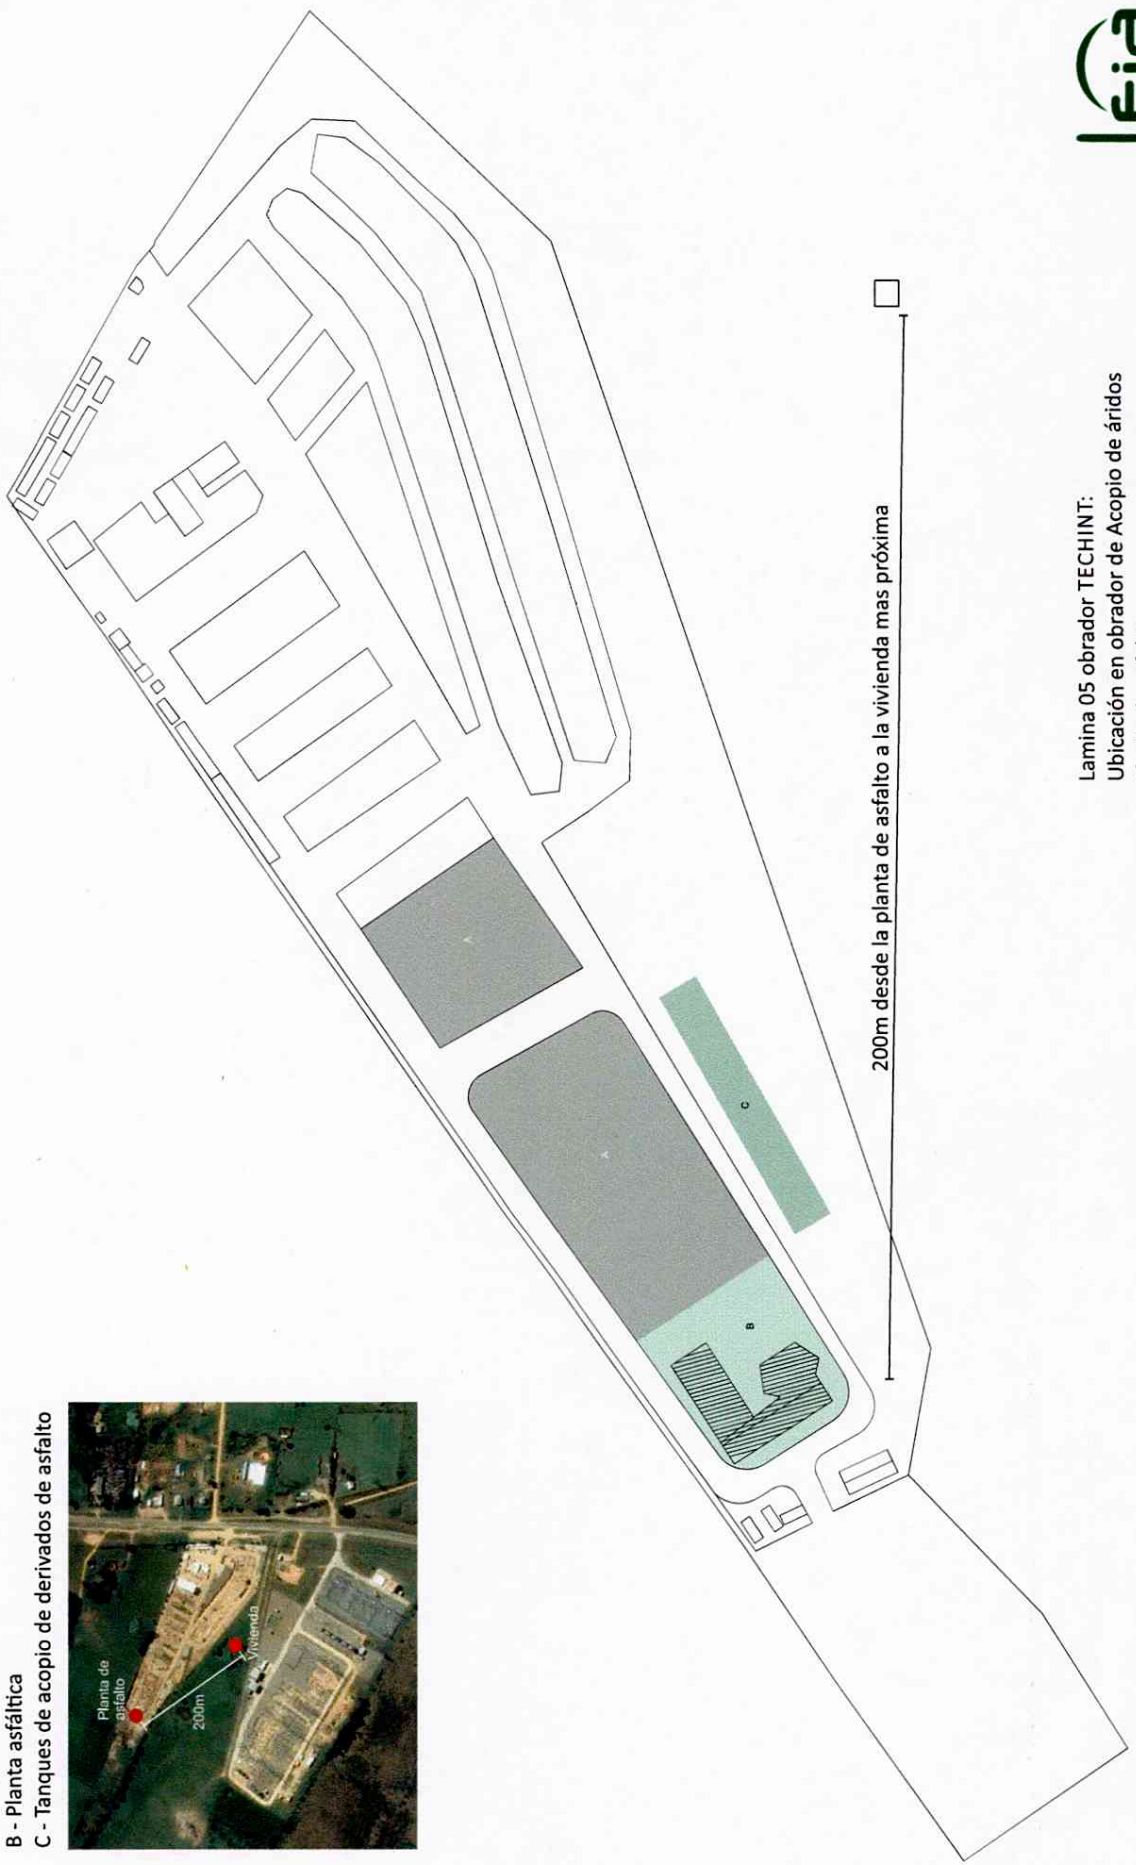 B - Planta asfáltica
C - Tanques de acopio de derivados de asfalto
Planta de
asfalto
200m
Vivienda
A
A
B
C
200m desde la planta de asfalto a la vivienda mas próxima
Lamina 05 obrador TECHINT:
Ubicación en obrador de Acopio de áridos